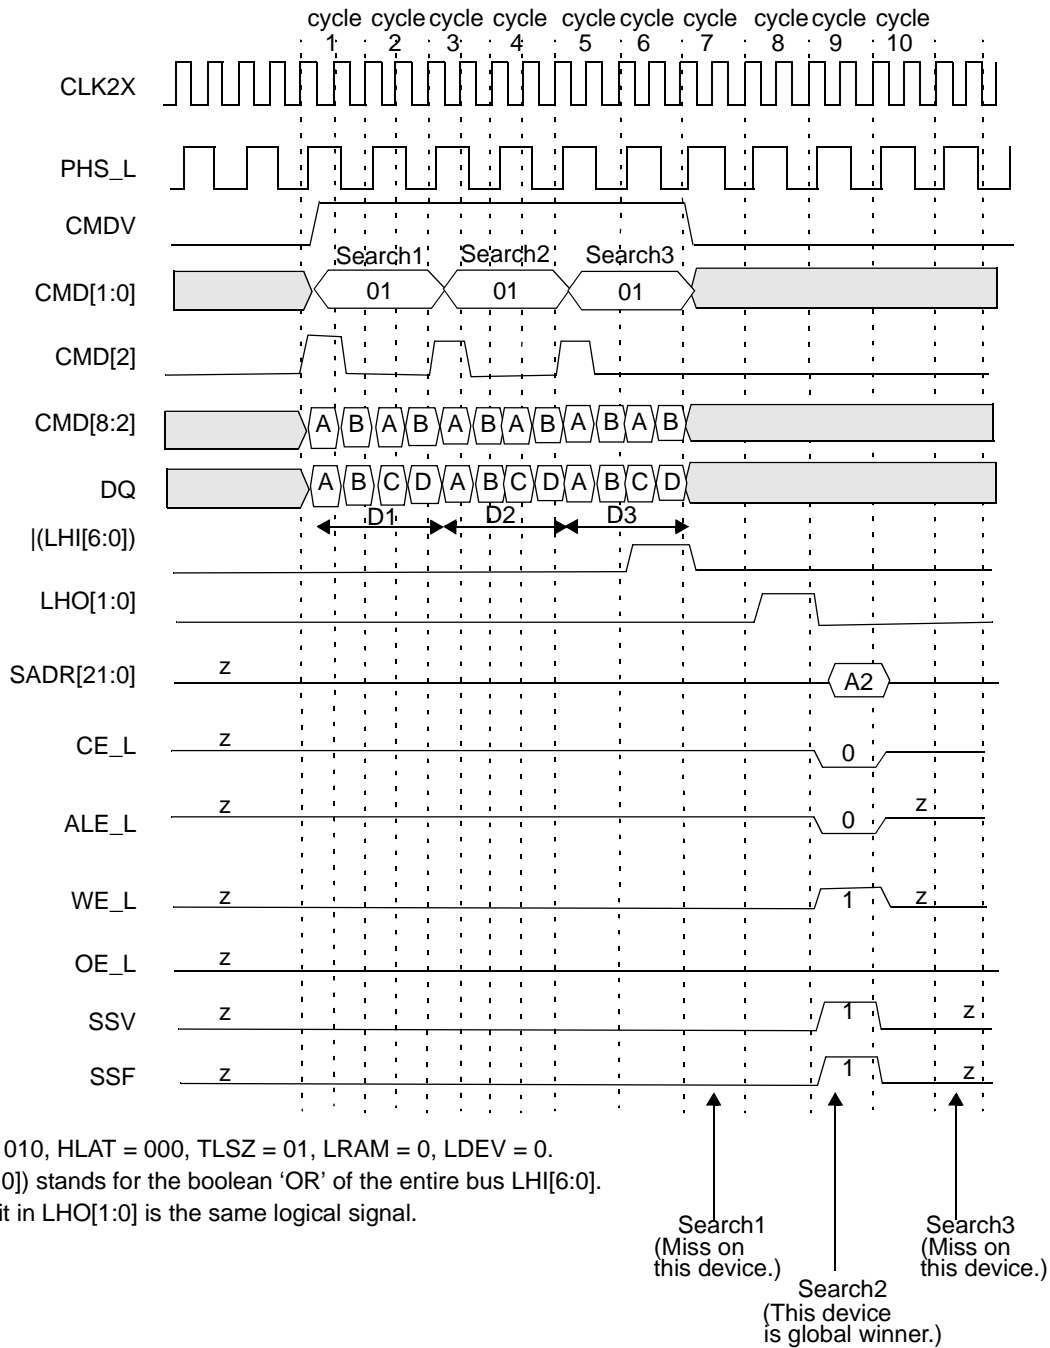 cycle cycle cycle cycle cycle cycle cycle cycle cycle cycle
1 2 3 4 5 6 7 8 9 10
CLK2X
PHS_L
CMDV
Search1 Search2 Search3
CMD[1:0] 01 01 01
CMD[2]
CMD[8:2] A B A B A B A B A B A B
DQ A B C D A B C D A B C D
D1 D2 D3
|(LHI[6:0])
LHO[1:0]
SADR[21:0] z A2
CE_L z 0
ALE_L z 0 z
WE_L z 1 z
OE_L z
SSV z 1 z
SSF z 1 z
010, HLAT = 000, TLSZ = 01, LRAM = 0, LDEV = 0.
0]) stands for the boolean ‘OR’ of the entire bus LHI[6:0].
it in LHO[1:0] is the same logical signal.
Search1
(Miss on
this device.)
Search2
(This device
is global winner.)
Search3
(Miss on
this device.)